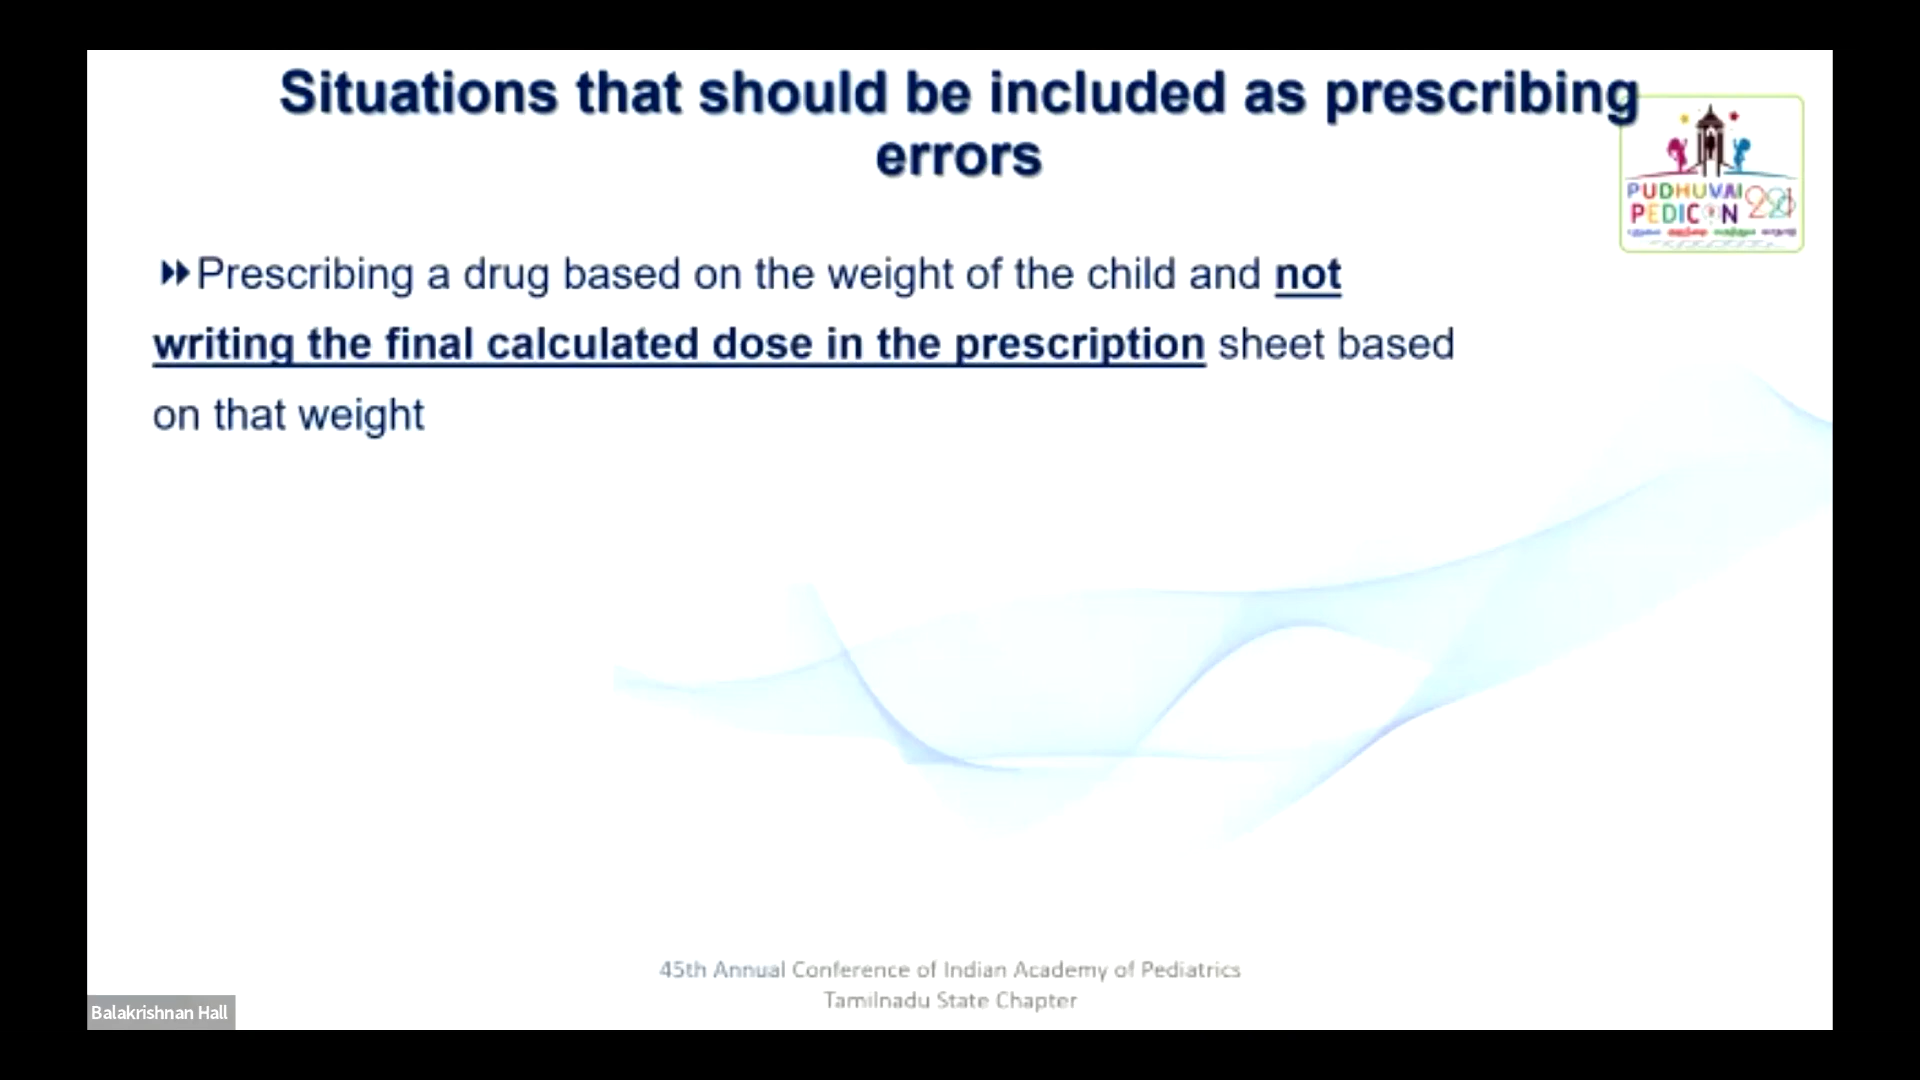 Situations that should be included as prescribing
errors
PUDHUVAI
PEDICON
Prescribing a drug based on the weight of the child and not
writing the final calculated dose in the prescription sheet based
on that weight
45th Annual Conference of Indian Academy of Pediatrics
Tamilnadu State Chapter
Balakrishnan Hall